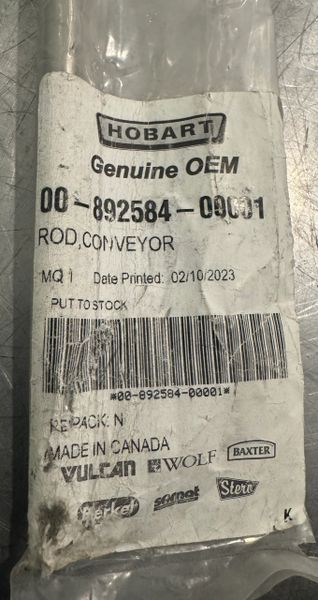 HOBART
Genuine OEM
00-892584-00001
ROD,CONVEYOR
MQ 1 Date Printed: 02/10/2023
PUT TO STOCK
*00-892584-00001*
REPACK: N
MADE IN CANADA
VULCAN WOLF BAXTER
Berkel somat Stero
K